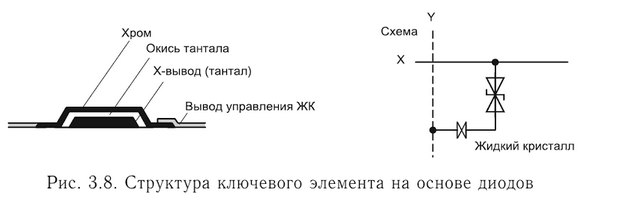 Хром
Окись тантала
X-вывод (тантал)
Вывод управления ЖК
Y
Схема
X
Жидкий кристалл
Рис. 3.8. Структура ключевого элемента на основе диодов